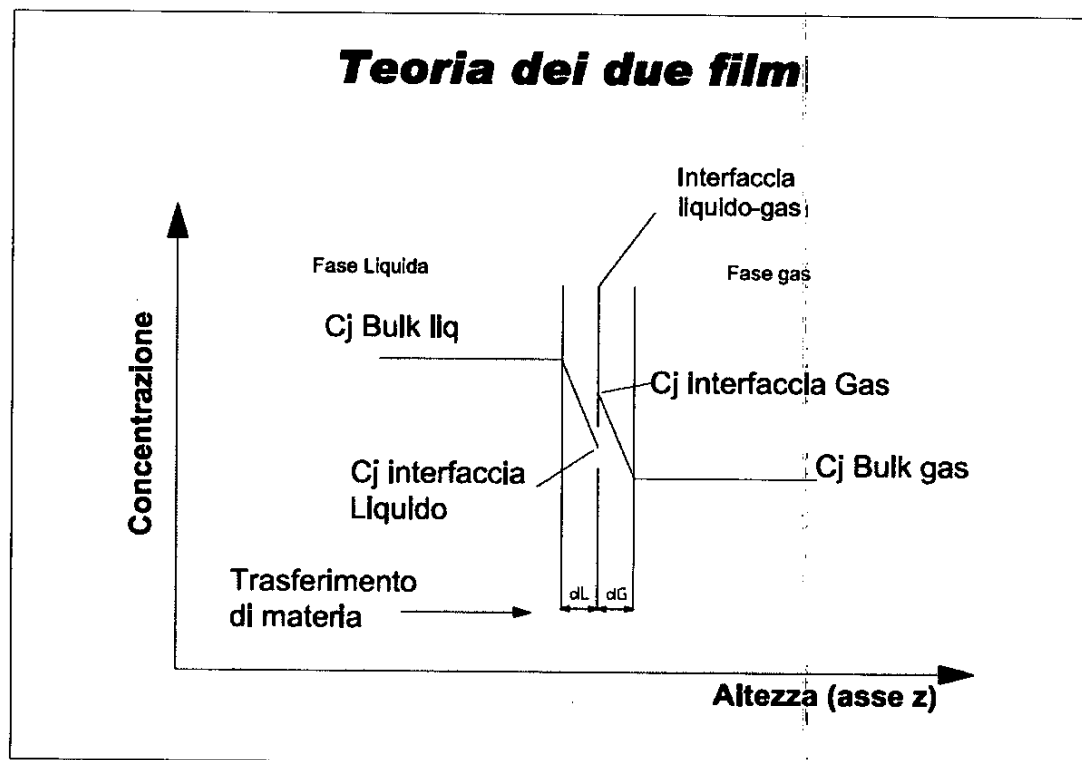 Teoria dei due film
Interfaccia
liquido-gas
Fase Liquida
Fase gas
Cj Bulk liq
Concentrazione
Cj Interfaccia Gas
Cj interfaccia
Liquido
Cj Bulk gas
Trasferimento
di materia
dL
dG
Altezza (asse z)